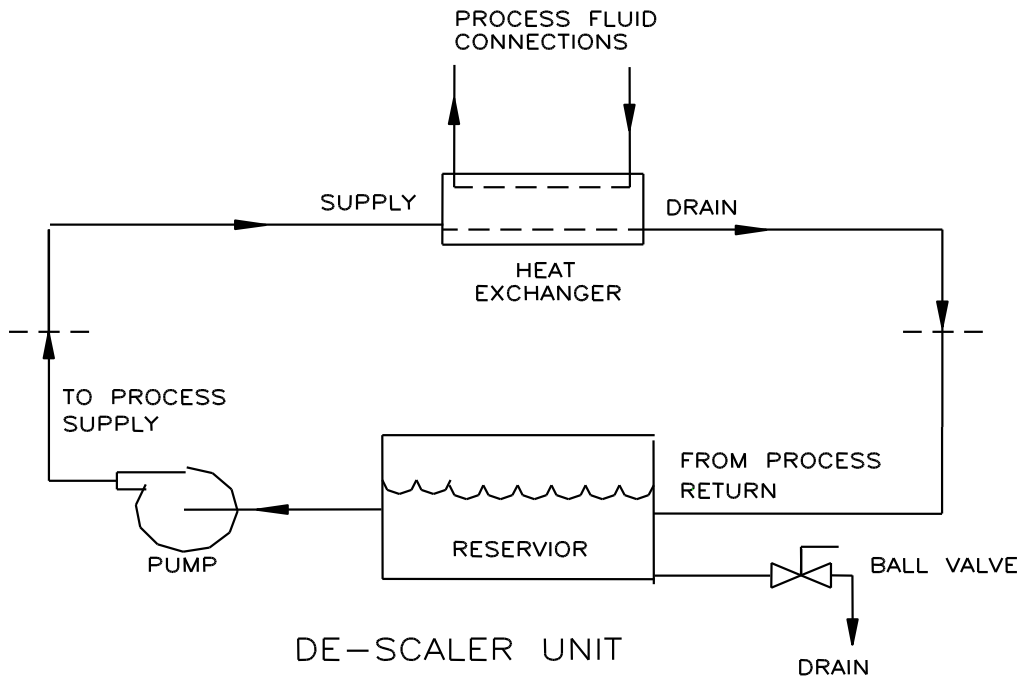 PROCESS FLUID
CONNECTIONS
SUPPLY
DRAIN
HEAT
EXCHANGER
TO PROCESS
SUPPLY
FROM PROCESS
RETURN
RESERVIOR
PUMP
BALL VALVE
DE-SCALER UNIT
DRAIN